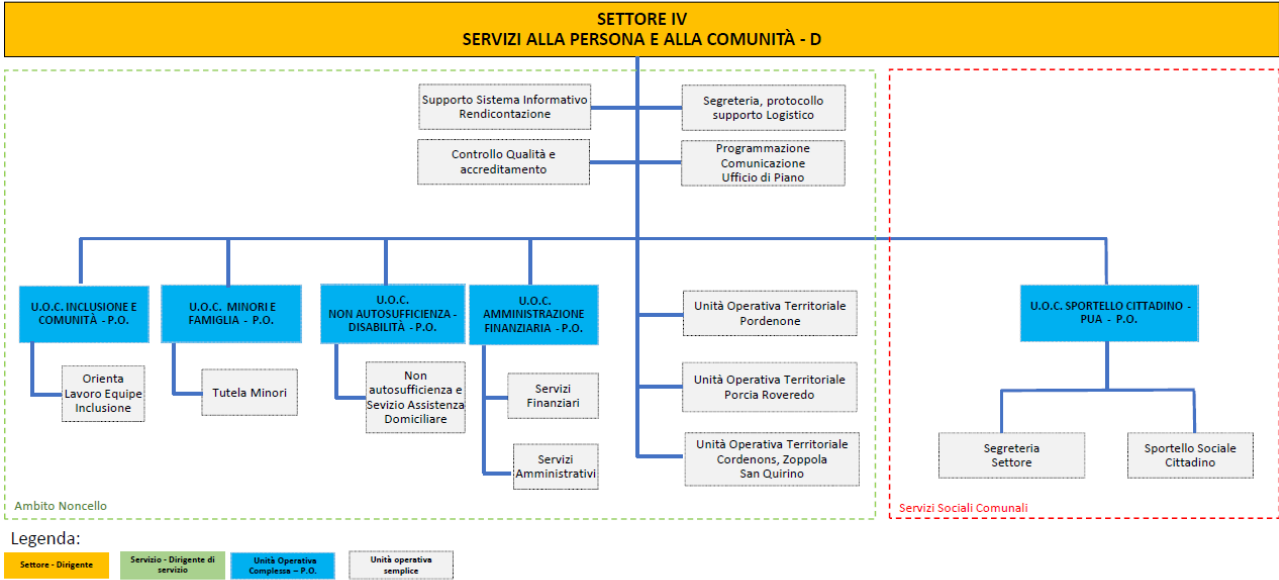 SETTORE IV
SERVIZI ALLA PERSONA E ALLA COMUNITÀ - D
Supporto Sistema Informativo
Rendicontazione
Segreteria, protocollo
supporto Logistico
Controllo Qualità e
accreditamento
Programmazione
Comunicazione
Ufficio di Piano
U.O.C. INCLUSIONE E
COMUNITÀ - P.O.
U.O.C. MINORI E
FAMIGLIA - P.O.
U.O.C.
NON AUTOSUFFICIENZA -
DISABILITÀ - P.O.
U.O.C.
AMMINISTRAZIONE
FINANZIARIA - P.O.
U.O.C. SPORTELLO CITTADINO -
PUA - P.O.
Orienta
Lavoro Equipe
Inclusione
Tutela Minori
Non
autosufficienza e
Sevizio Assistenza
Domiciliare
Servizi
Finanziari
Servizi
Amministrativi
Unità Operativa Territoriale
Pordenone
Unità Operativa Territoriale
Porcia Roveredo
Unità Operativa Territoriale
Cordenons, Zoppola
San Quirino
Segreteria
Settore
Sportello Sociale
Cittadino
Ambito Noncello
Servizi Sociali Comunali
Legenda:
Settore - Dirigente
Servizio - Dirigente di
servizio
Unità Operativa
Complessa – P.O.
Unità operativa
semplice